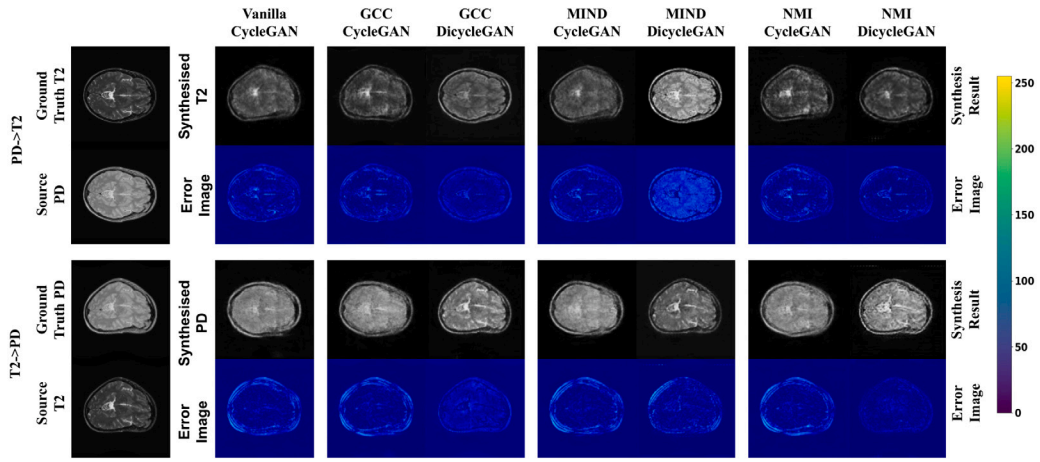 Vanilla CycleGAN
GCC CycleGAN
GCC DicycleGAN
MIND CycleGAN
MIND DicycleGAN
NMI CycleGAN
NMI DicycleGAN
PD->T2
Ground Truth T2
Synthesised T2
Synthesis Result
Source PD
Error Image
Error Image
T2->PD
Ground Truth PD
Synthesised PD
Synthesis Result
Source T2
Error Image
Error Image
250
200
150
100
50
0